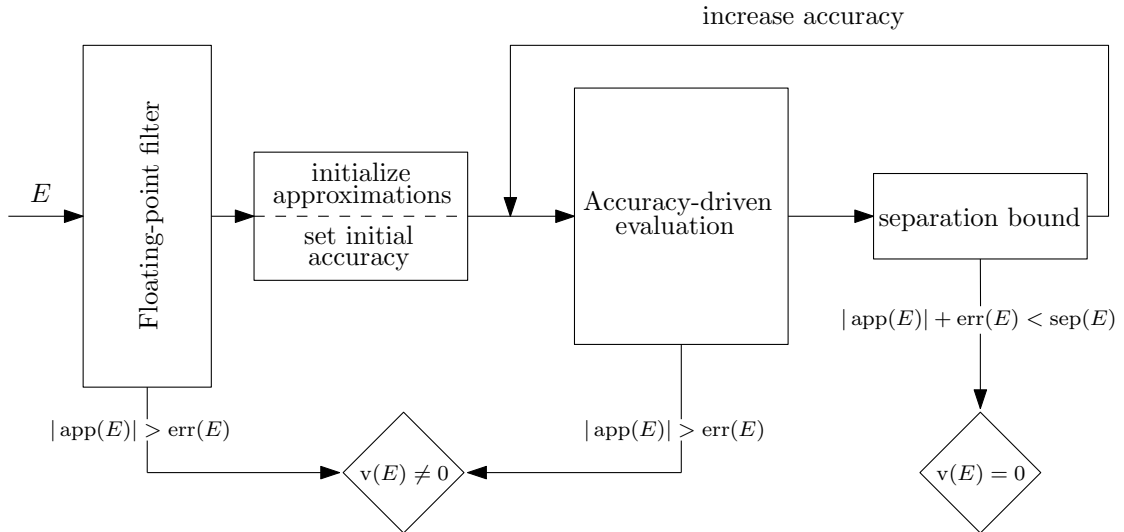 increase accuracy
E
Floating-point filter
initialize
approximations
set initial
accuracy
Accuracy-driven
evaluation
separation bound
| app(E)| + err(E) < sep(E)
| app(E)| > err(E)
| app(E)| > err(E)
v(E) ≠ 0
v(E) = 0